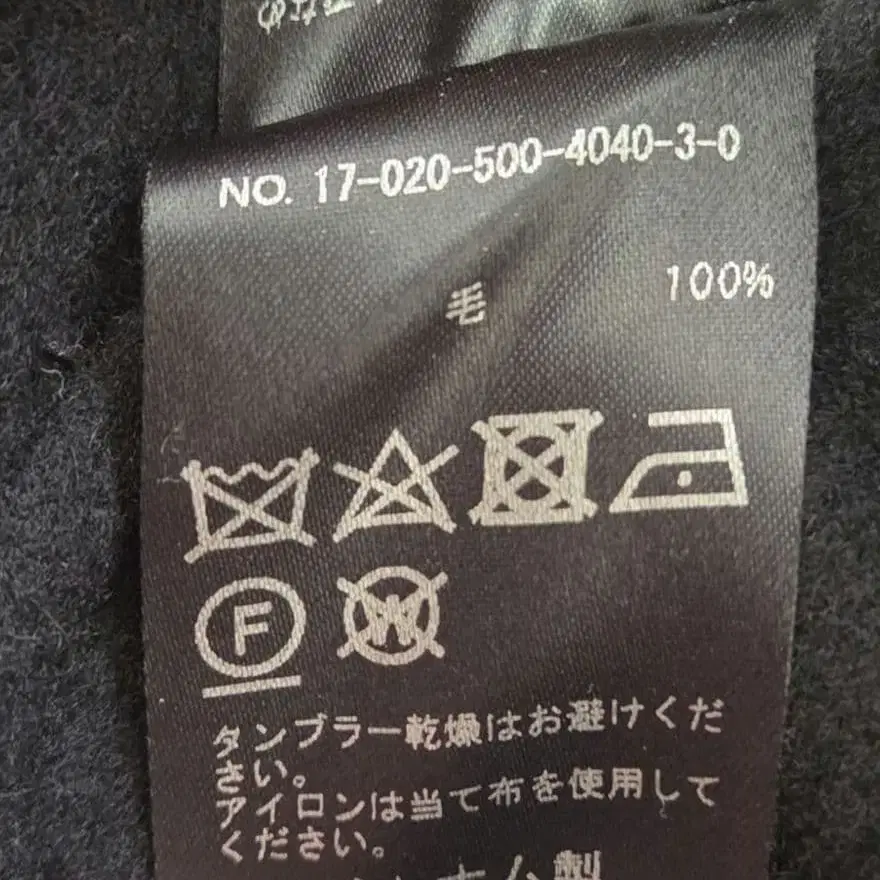 NO. 17-020-500-4040-3-0
毛 100%
F
W
タンブラー乾燥はお避けくだ
さい。
アイロンは当て布を使用して
ください。